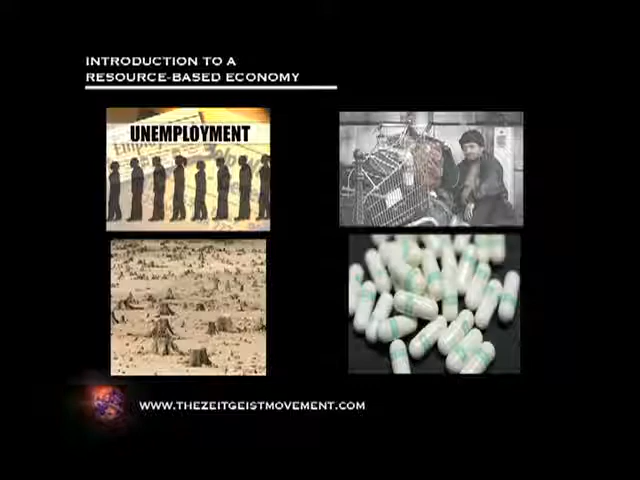 INTRODUCTION TO A
RESOURCE-BASED ECONOMY
UNEMPLOYMENT
WWW.THEZEITGEISTMOVEMENT.COM